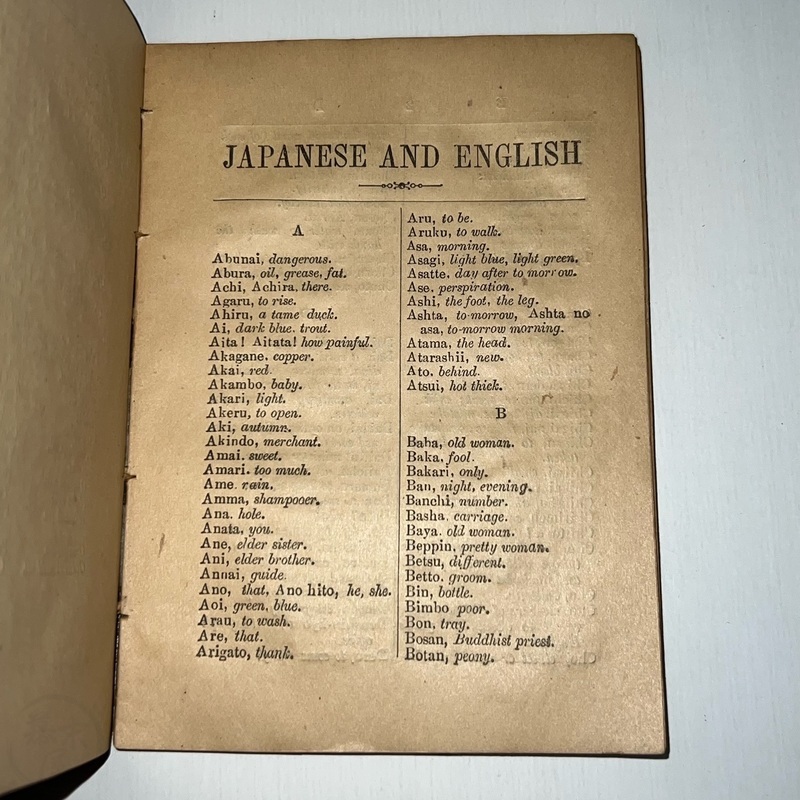 JAPANESE AND ENGLISH
A
Abunai, dangerous.
Abura, oil, grease, fat.
Achi, Achira, there.
Agaru, to rise.
Ahiru, a tame duck.
Ai, dark blue. trout.
Aita! Aitata! how painful.
Akagane. copper.
Akai, red.
Akambo, baby.
Akari, light.
Akeru, to open.
Aki, autumn.
Akindo, merchant.
Amai. sweet.
Amari. too much.
Ame. rain.
Amma, shampooer.
Ana. hole.
Anata, you.
Ane, elder sister.
Ani, elder brother.
Annai, guide.
Ano, that, Ano hito, he, she.
Aoi, green, blue.
Arau, to wash.
Are, that.
Arigato, thank.
Aru, to be.
Aruku, to walk.
Asa, morning.
Asagi, light blue, light green.
Asatte. day after to morrow.
Ase. perspiration.
Ashi, the foot, the leg.
Ashta, to-morrow, Ashta no
asa, to-morrow morning.
Atama, the head.
Atarashii, new.
Ato. behind.
Atsui, hot thick.
B
Baba, old woman.
Baka, fool.
Bakari, only.
Ban, night, evening.
Banchi, number.
Basha. carriage.
Baya. old woman.
Beppin, pretty woman.
Betsu, different.
Betto. groom.
Bin, bottle.
Bimbo poor.
Bon, tray.
Bosan, Buddhist priest.
Botan, peony.